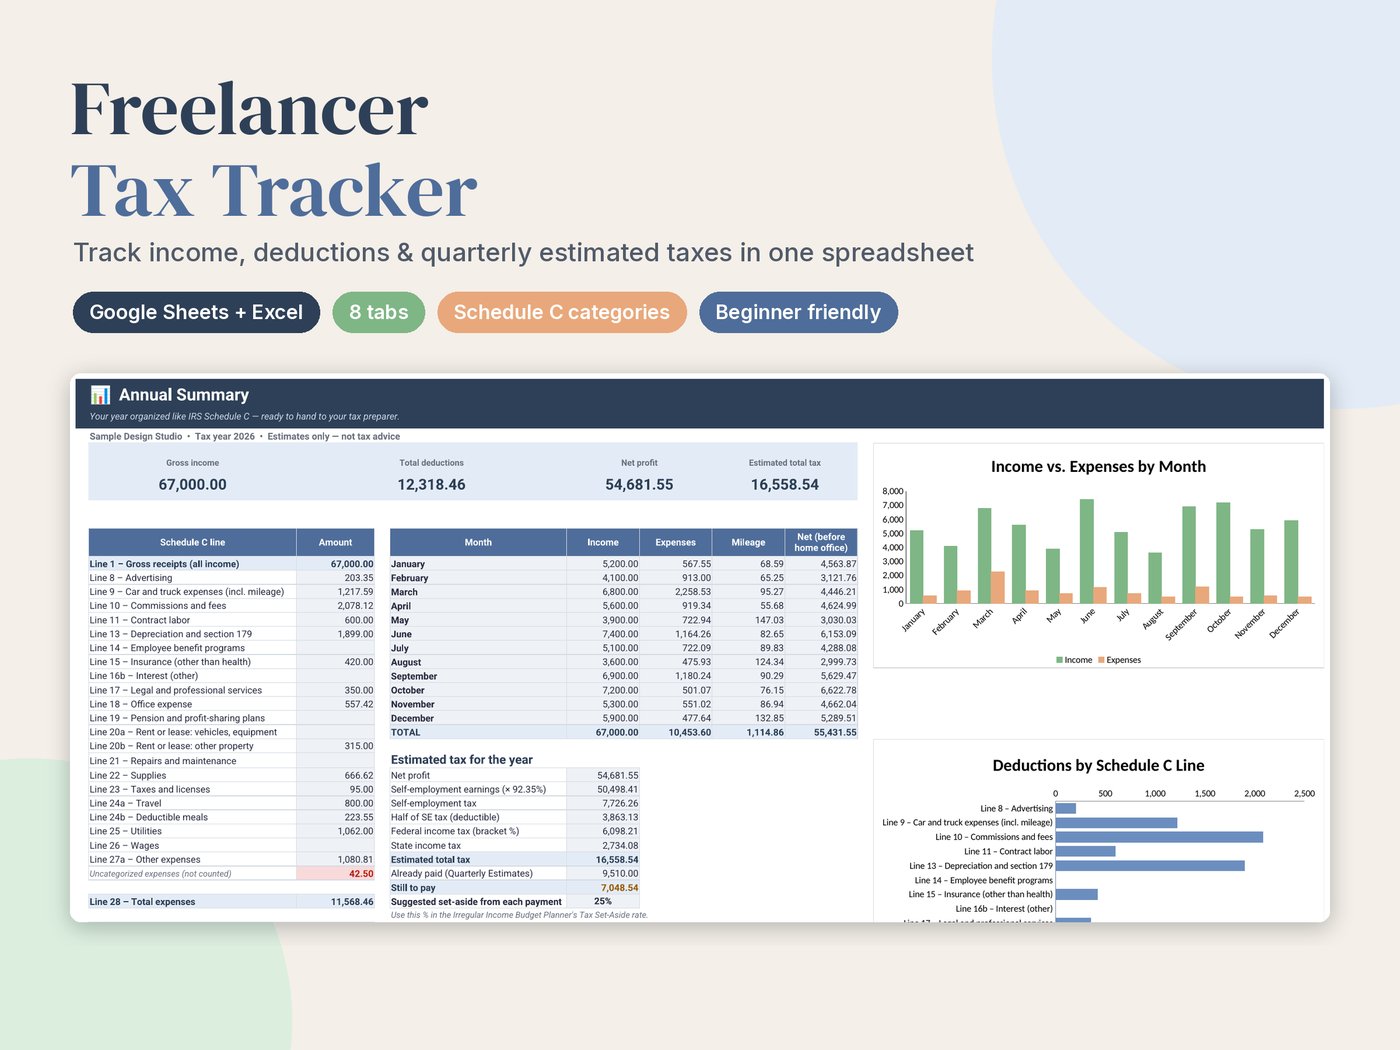 Freelancer
Tax Tracker
Track income, deductions & quarterly estimated taxes in one spreadsheet
Google Sheets + Excel 8 tabs Schedule C categories Beginner friendly
Annual Summary
Your year organized like IRS Schedule C — ready to hand to your tax preparer.
Sample Design Studio • Tax year 2026 • Estimates only — not tax advice
Gross income Total deductions Net profit Estimated total tax
67,000.00 12,318.46 54,681.55 16,558.54
Schedule C line Amount
Line 1 – Gross receipts (all income) 67,000.00
Line 8 – Advertising 203.35
Line 9 – Car and truck expenses (incl. mileage) 1,217.59
Line 10 – Commissions and fees 2,078.12
Line 11 – Contract labor 600.00
Line 13 – Depreciation and section 179 1,899.00
Line 14 – Employee benefit programs
Line 15 – Insurance (other than health) 420.00
Line 16b – Interest (other)
Line 17 – Legal and professional services 350.00
Line 18 – Office expense 557.42
Line 19 – Pension and profit-sharing plans
Line 20a – Rent or lease: vehicles, equipment
Line 20b – Rent or lease: other property 315.00
Line 21 – Repairs and maintenance
Line 22 – Supplies 666.62
Line 23 – Taxes and licenses 95.00
Line 24a – Travel 800.00
Line 24b – Deductible meals 223.55
Line 25 – Utilities 1,062.00
Line 26 – Wages
Line 27a – Other expenses 1,080.81
Uncategorized expenses (not counted) 42.50
Line 28 – Total expenses 11,568.46
Month Income Expenses Mileage Net (before home office)
January 5,200.00 567.55 68.59 4,563.87
February 4,100.00 913.00 65.25 3,121.76
March 6,800.00 2,258.53 95.27 4,446.21
April 5,600.00 919.34 55.68 4,624.99
May 3,900.00 722.94 147.03 3,030.03
June 7,400.00 1,164.26 82.65 6,153.09
July 5,100.00 722.09 89.83 4,288.08
August 3,600.00 475.93 124.34 2,999.73
September 6,900.00 1,180.24 90.29 5,629.47
October 7,200.00 501.07 76.15 6,622.78
November 5,300.00 551.02 86.94 4,662.04
December 5,900.00 477.64 132.85 5,289.51
TOTAL 67,000.00 10,453.60 1,114.86 55,431.55
Estimated tax for the year
Net profit 54,681.55
Self-employment earnings (× 92.35%) 50,498.41
Self-employment tax 7,726.26
Half of SE tax (deductible) 3,863.13
Federal income tax (bracket %) 6,098.21
State income tax 2,734.08
Estimated total tax 16,558.54
Already paid (Quarterly Estimates) 9,510.00
Still to pay 7,048.54
Suggested set-aside from each payment 25%
Use this % in the Irregular Income Budget Planner's Tax Set-Aside rate.
Income vs. Expenses by Month
8,000
7,000
6,000
5,000
4,000
3,000
2,000
1,000
0
January February March April May June July August September October November December
Income Expenses
Deductions by Schedule C Line
0 500 1,000 1,500 2,000 2,500
Line 8 – Advertising
Line 9 – Car and truck expenses (incl. mileage)
Line 10 – Commissions and fees
Line 11 – Contract labor
Line 13 – Depreciation and section 179
Line 14 – Employee benefit programs
Line 15 – Insurance (other than health)
Line 16b – Interest (other)
Line 17 – Legal and professional services